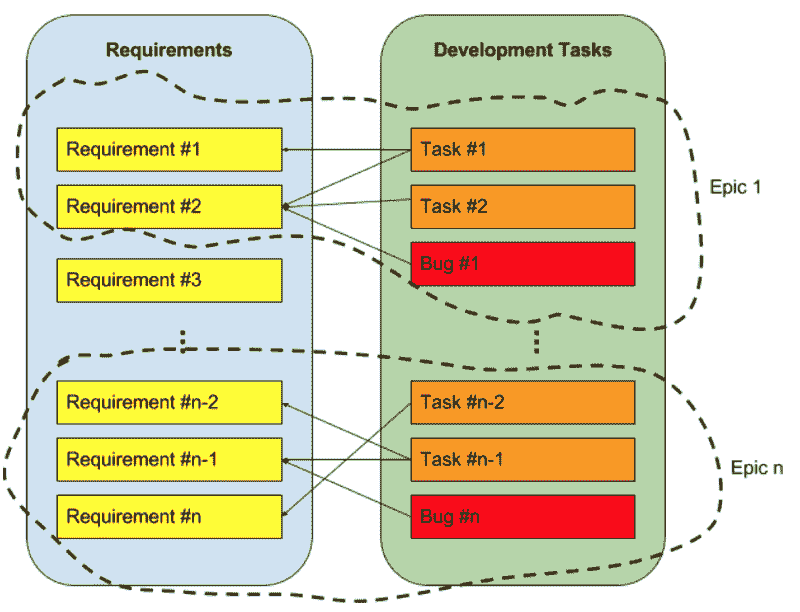 Requirements
Development Tasks
Requirement #1
Task #1
Epic 1
Requirement #2
Task #2
Bug #1
Requirement #3
Requirement #n-2
Task #n-2
Requirement #n-1
Task #n-1
Epic n
Requirement #n
Bug #n